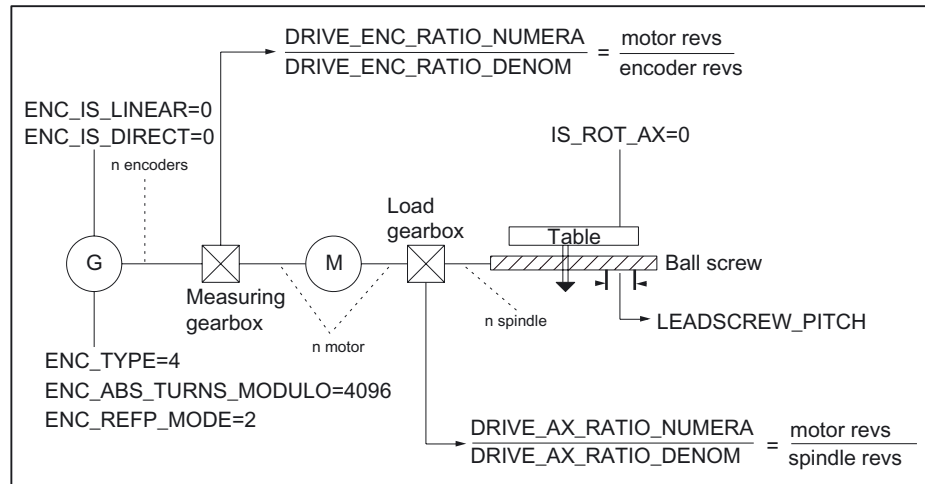 DRIVE_ENC_RATIO_NUMERA
DRIVE_ENC_RATIO_DENOM
=
motor revs
encoder revs
ENC_IS_LINEAR=0
ENC_IS_DIRECT=0
n encoders
IS_ROT_AX=0
Load
gearbox
Table
G
M
Ball screw
Measuring
gearbox
n motor
n spindle
LEADSCREW_PITCH
ENC_TYPE=4
ENC_ABS_TURNS_MODULO=4096
ENC_REFP_MODE=2
DRIVE_AX_RATIO_NUMERA
DRIVE_AX_RATIO_DENOM
=
motor revs
spindle revs